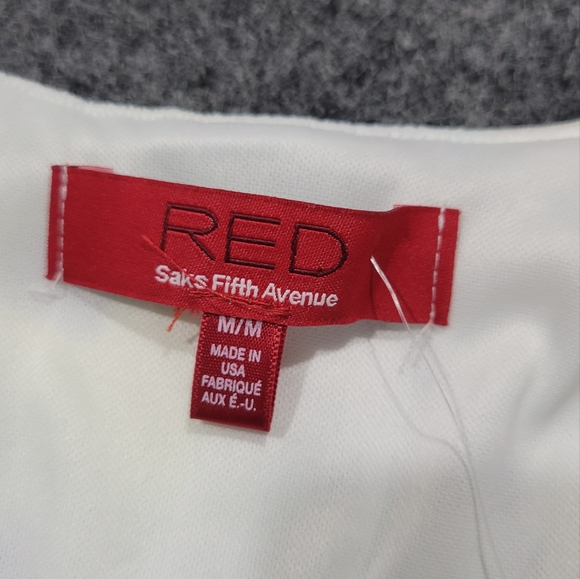 RED
Saks Fifth Avenue
M/M
MADE IN
USA
FABRIQUÉ
AUX É.-U.